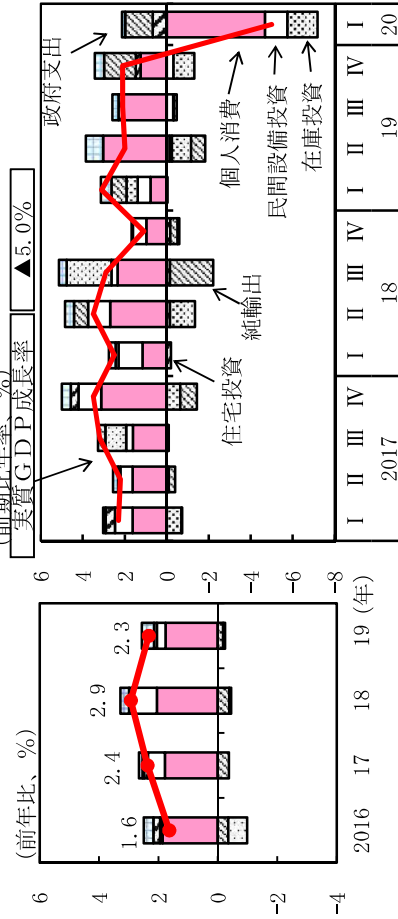 (前年比、%)
6
4
2
0
-2
-4
1.6
2.4
2.9
2.3
2016
17
18
19
(年)
(前期比年率、%)
実質GDP成長率
▲5.0%
6
4
2
0
-2
-4
-6
-8
政府支出
個人消費
民間設備投資
在庫投資
純輸出
住宅投資
I
II
III
IV
I
II
III
IV
I
II
III
IV
I
2017
18
19
20